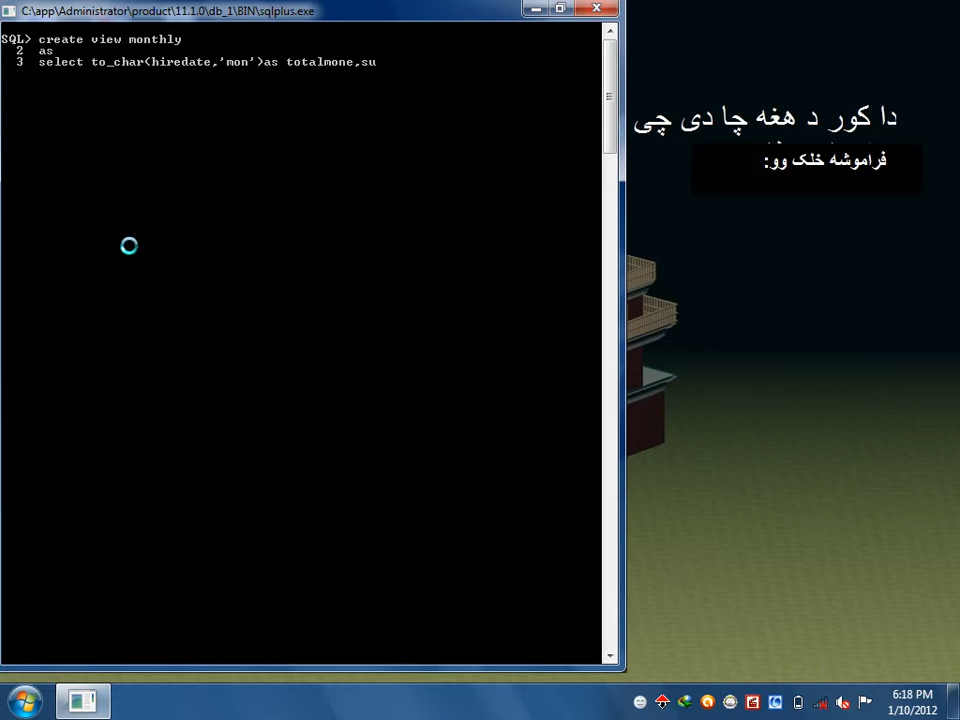 C:\app\Administrator\product\11.1.0\db_1\BIN\sqlplus.exe
SQL> create view monthly
2 as
3 select to_char(hiredate,'mon')as totalmone,su
دا کور د هغه چا دی چی
فراموشه خلک وو:
6:18 PM
1/10/2012